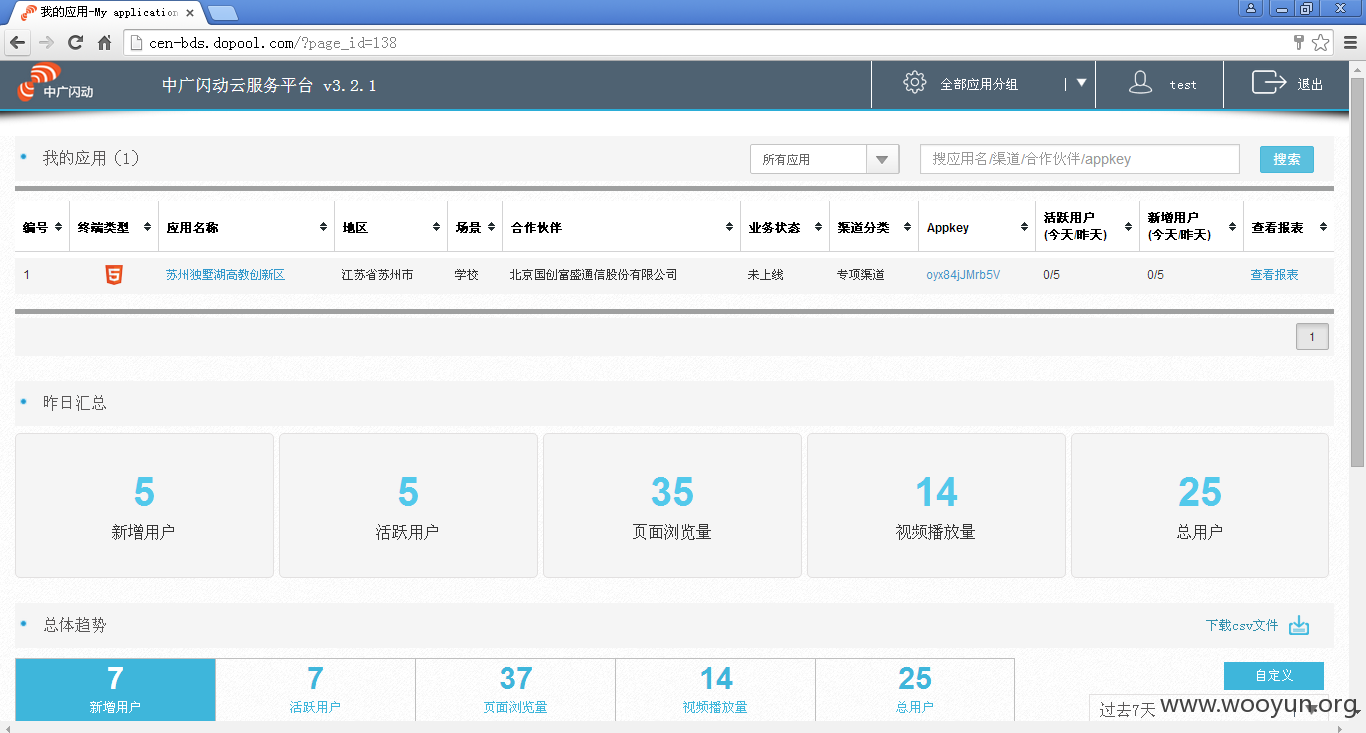 我的应用-My application
cen-bds.dopool.com/?page_id=138
中广闪动
中广闪动云服务平台 v3.2.1
全部应用分组
test
退出
我的应用 (1)
所有应用
搜应用名/渠道/合作伙伴/appkey
搜索
编号 终端类型 应用名称 地区 场景 合作伙伴 业务状态 渠道分类 Appkey 活跃用户 新增用户 查看报表
(今天/昨天) (今天/昨天)
1 苏州独墅湖高教创新区 江苏省苏州市 学校 北京国创富盛通信股份有限公司 未上线 专项渠道 oyx84jJMrb5V 0/5 0/5 查看报表
1
昨日汇总
5 5 35 14 25
新增用户 活跃用户 页面浏览量 视频播放量 总用户
总体趋势
下载csv文件
7 7 37 14 25
新增用户 活跃用户 页面浏览量 视频播放量 总用户
自定义
过去7天
www.wooyun.org